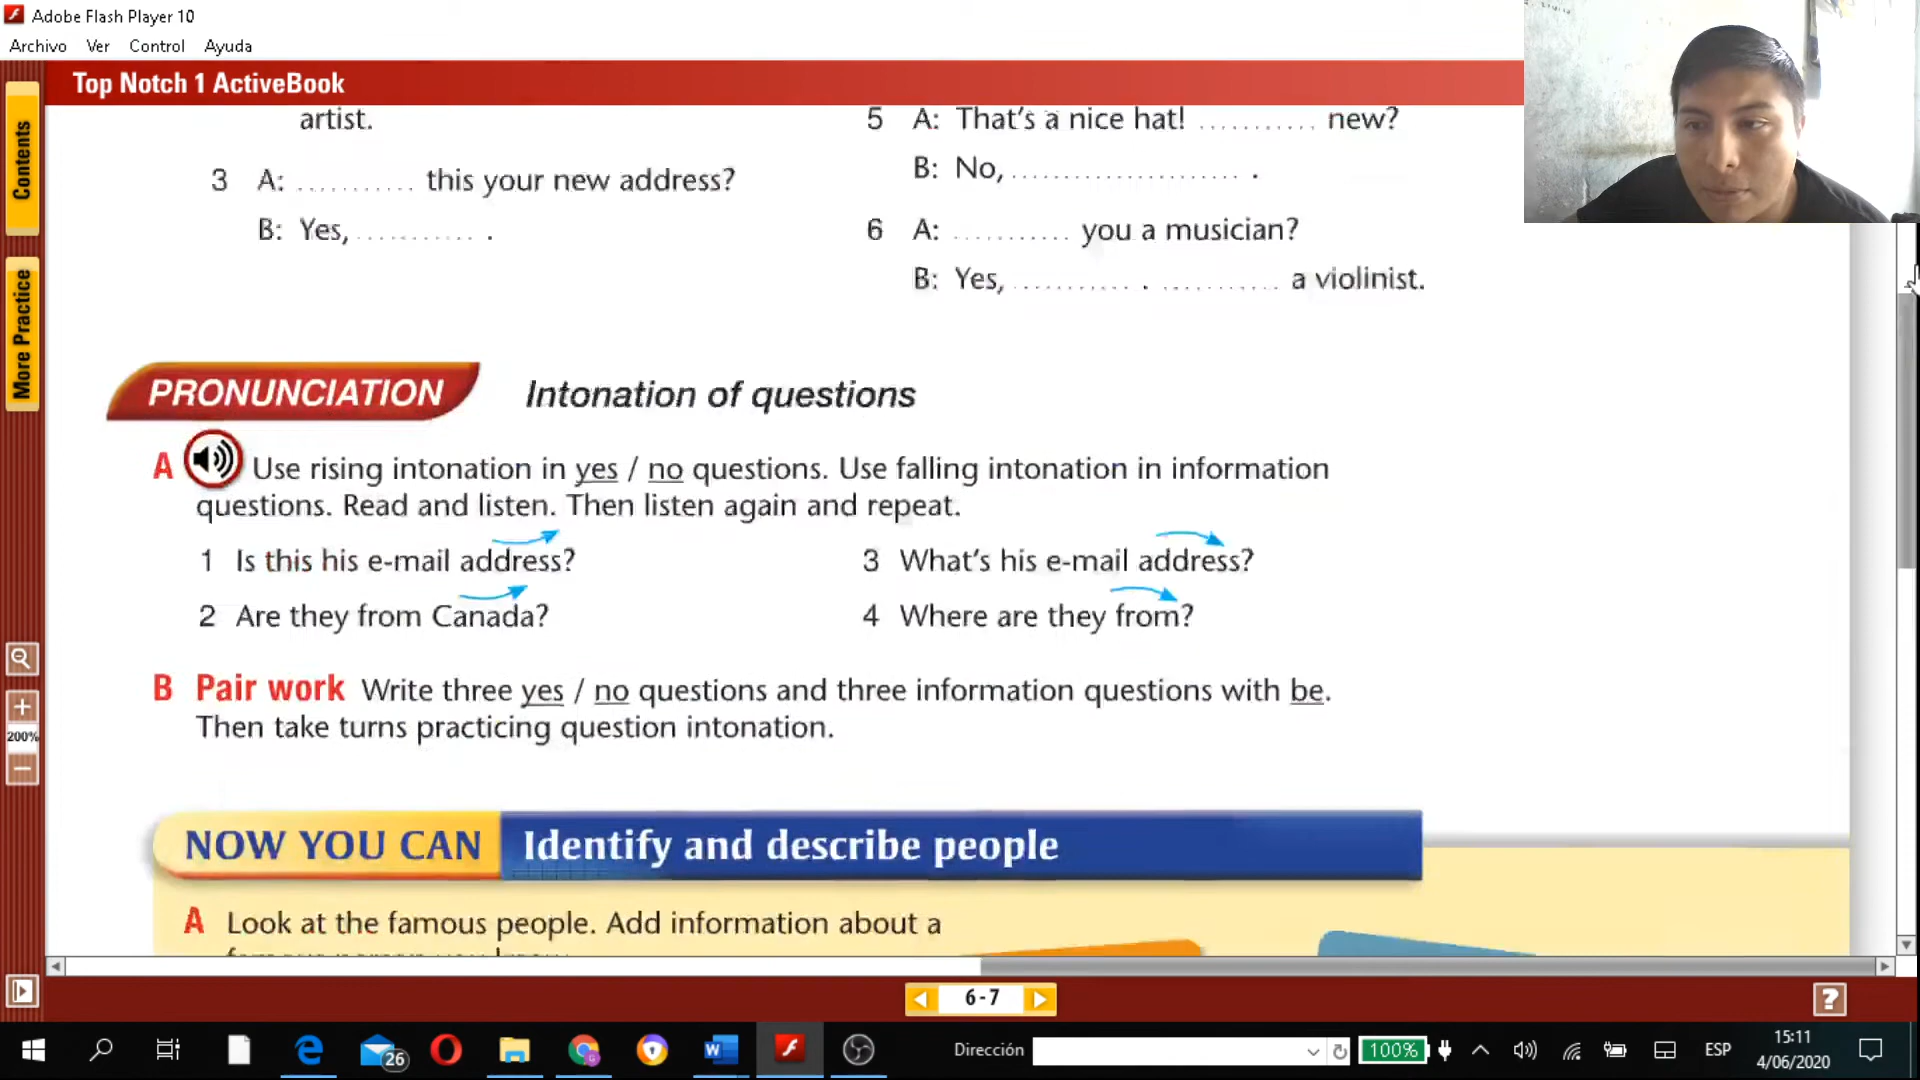 Adobe Flash Player 10
Archivo Ver Control Ayuda
Top Notch 1 ActiveBook
Contents
More Practice
artist.
3 A: ............ this your new address?
B: Yes, ............ .
5 A: That's a nice hat! ............ new?
B: No, ........................ .
6 A: ............ you a musician?
B: Yes, ............ . ............ a violinist.
PRONUNCIATION Intonation of questions
A Use rising intonation in yes / no questions. Use falling intonation in information
questions. Read and listen. Then listen again and repeat.
1 Is this his e-mail address?
2 Are they from Canada?
3 What's his e-mail address?
4 Where are they from?
B Pair work Write three yes / no questions and three information questions with be.
Then take turns practicing question intonation.
NOW YOU CAN Identify and describe people
A Look at the famous people. Add information about a
200%
6 - 7
?
26
W
Dirección
100%
ESP
15:11
4/06/2020